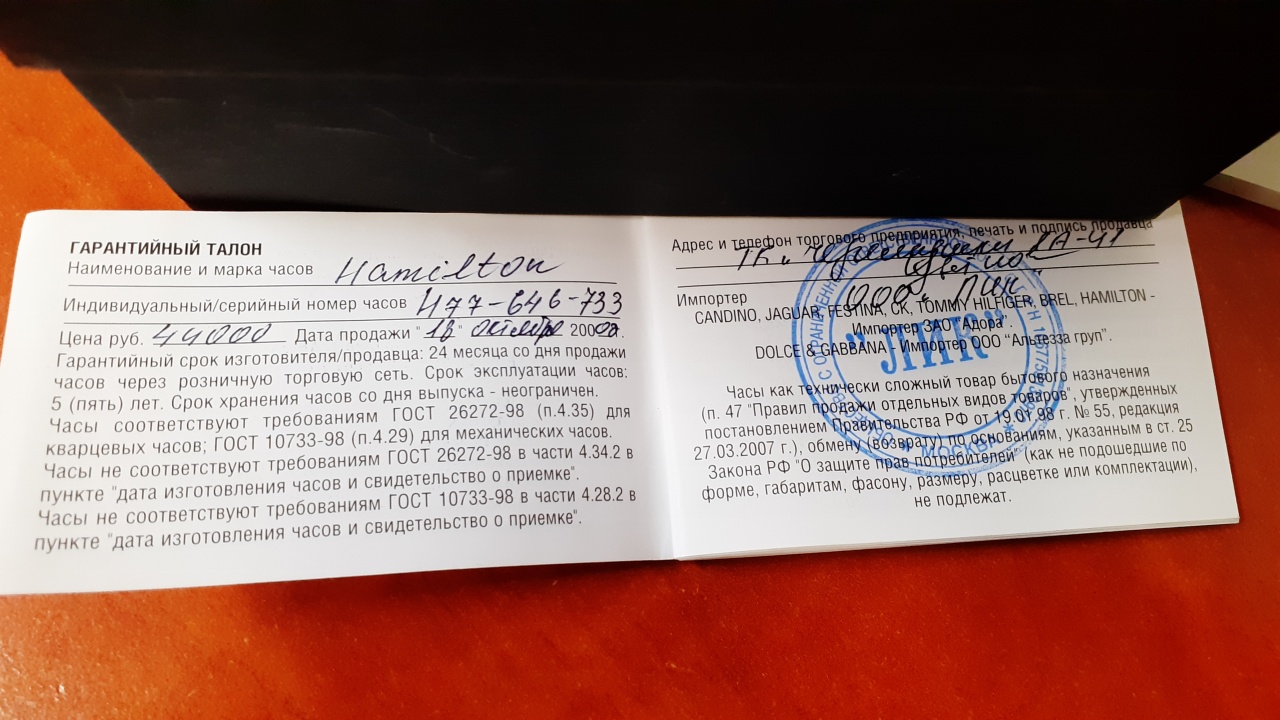 ГАРАНТИЙНЫЙ ТАЛОН
Наименование и марка часов Hamilton
Индивидуальный/серийный номер часов 477-646-733
Цена руб. 44000 Дата продажи "18" октября 200
Гарантийный срок изготовителя/продавца: 24 месяца со дня продажи
часов через розничную торговую сеть. Срок эксплуатации часов:
5 (пять) лет. Срок хранения часов со дня выпуска - неограничен.
Часы соответствуют требованиям ГОСТ 26272-98 (п.4.35) для
кварцевых часов; ГОСТ 10733-98 (п.4.29) для механических часов.
Часы не соответствуют требованиям ГОСТ 26272-98 в части 4.34.2 в
пункте "дата изготовления часов и свидетельство о приемке".
Часы не соответствуют требованиям ГОСТ 10733-98 в части 4.28.2 в
пункте "дата изготовления часов и свидетельство о приемке".
Адрес и телефон торгового предприятия, печать и подпись продавца
ТК "
ООО "ЛИК"
Импортер
CANDINO, JAGUAR, FESTINA, CK, TOMMY HILFIGER, BREL, HAMILTON -
Импортер ЗАО "Адора".
DOLCE & GABBANA - Импортер ООО "Альтезза груп".
"ЛИК"
МОСКВА
Часы как технически сложный товар бытового назначения
(п. 47 "Правил продажи отдельных видов товаров", утвержденных
постановлением Правительства РФ от 19.01.98 г. № 55, редакция
27.03.2007 г.), обмену (возврату) по основаниям, указанным в ст. 25
Закона РФ "О защите прав потребителей" (как не подошедшие по
форме, габаритам, фасону, размеру, расцветке или комплектации),
не подлежат.